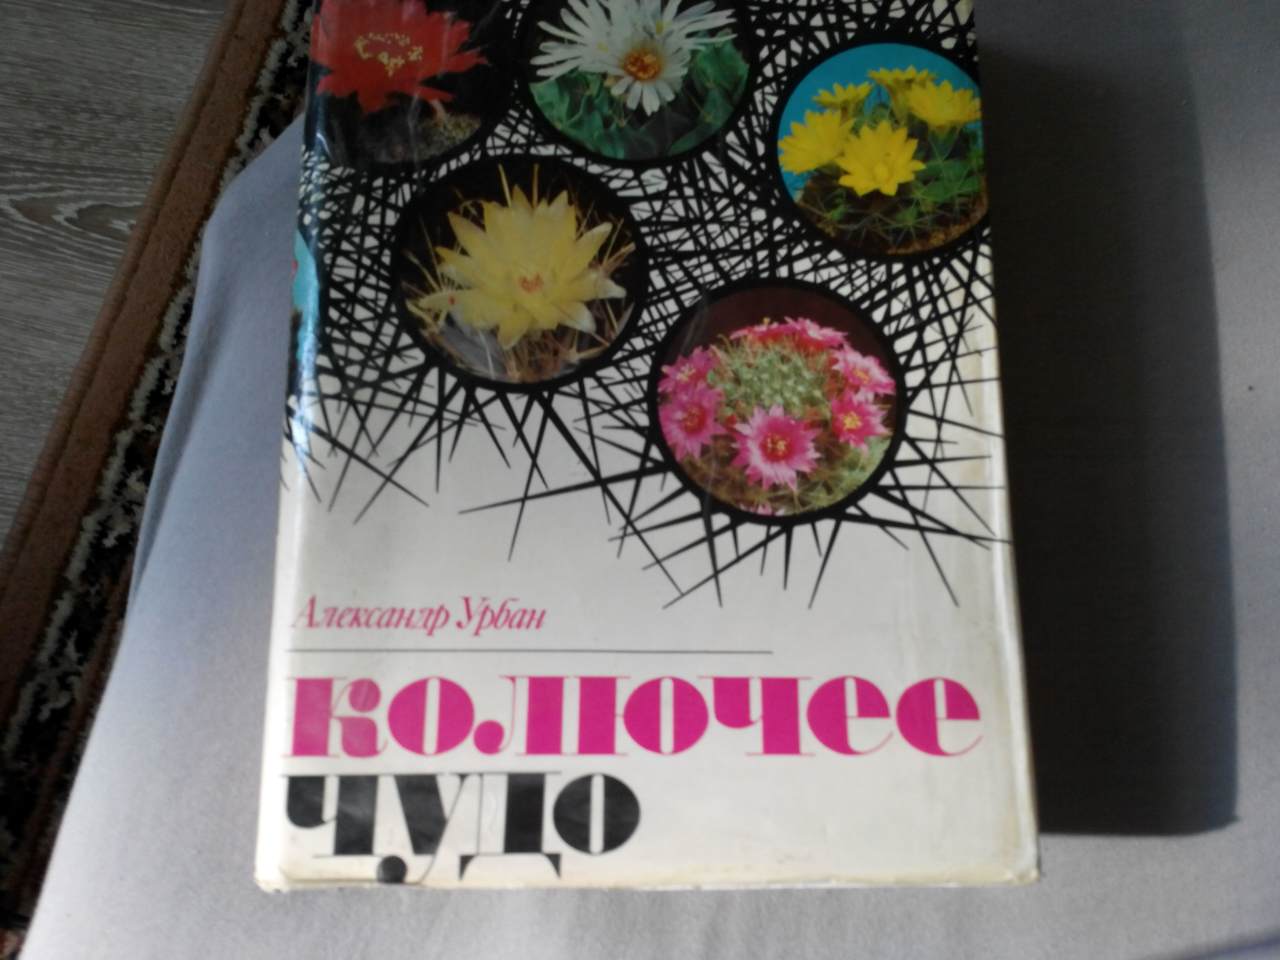 Александр Урбан
колючее
чудо